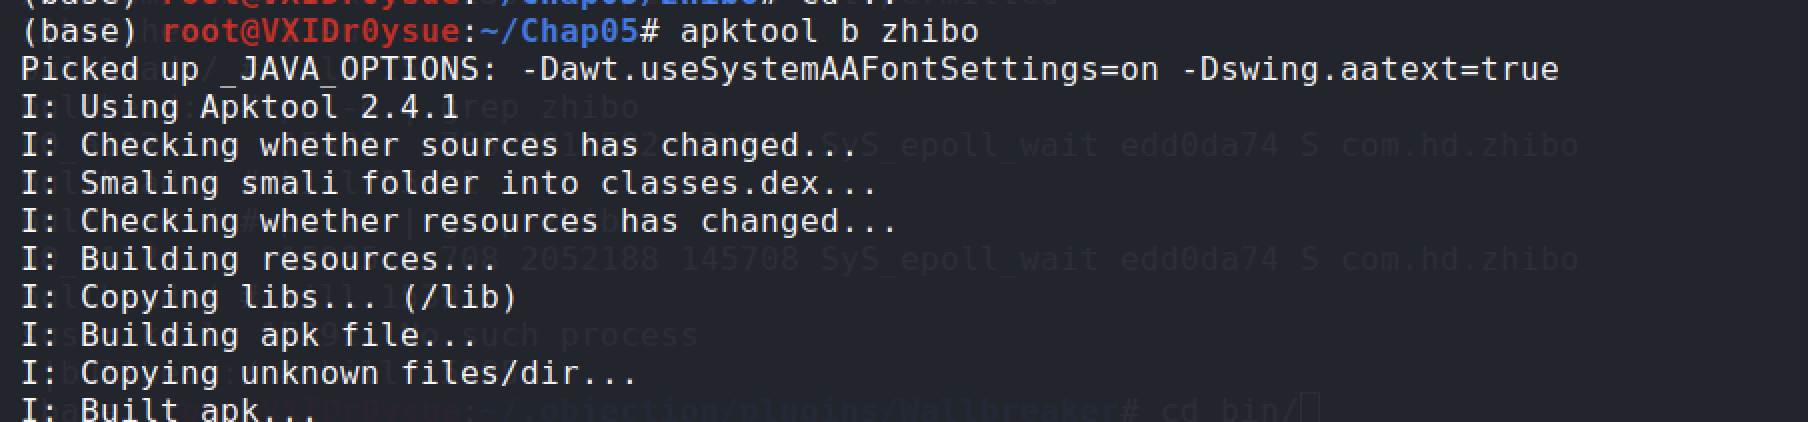 (base) root@VXIDr0ysue:~/Chap05/zhibo# cd ..
(base) root@VXIDr0ysue:~/Chap05# apktool b zhibo
Picked up _JAVA_OPTIONS: -Dawt.useSystemAAFontSettings=on -Dswing.aatext=true
I: Using Apktool 2.4.1
I: Checking whether sources has changed...
I: Smaling smali folder into classes.dex...
I: Checking whether resources has changed...
I: Building resources...
I: Copying libs... (/lib)
I: Building apk file...
I: Copying unknown files/dir...
I: Built apk...